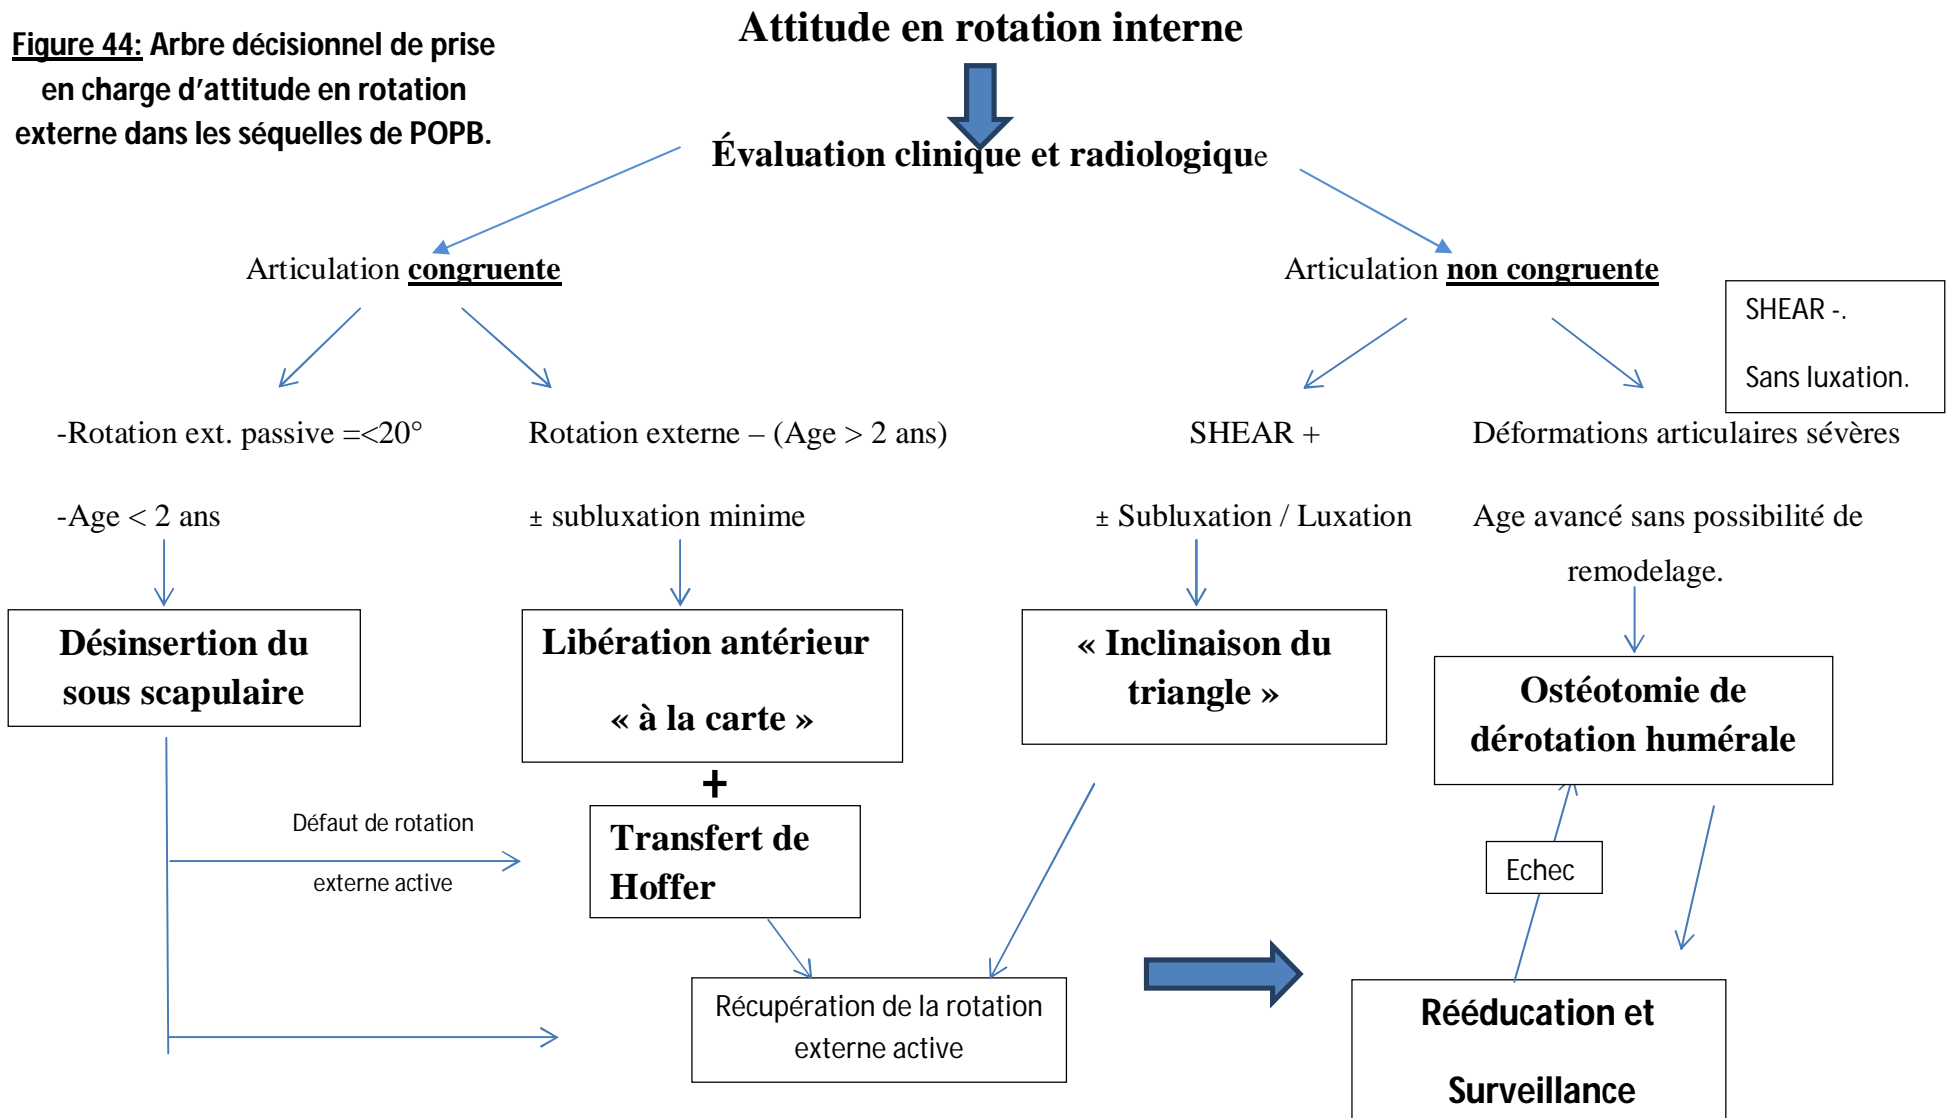 Figure 44: Arbre décisionnel de prise
en charge d'attitude en rotation
externe dans les séquelles de POPB.
Attitude en rotation interne
Évaluation clinique et radiologique
Articulation congruente
Articulation non congruente
SHEAR -.
Sans luxation.
-Rotation ext. passive =<20°
-Age < 2 ans
Rotation externe – (Age > 2 ans)
± subluxation minime
SHEAR +
± Subluxation / Luxation
Déformations articulaires sévères
Age avancé sans possibilité de
remodelage.
Désinsertion du
sous scapulaire
Libération antérieur
« à la carte »
+
Transfert de
Hoffer
« Inclinaison du
triangle »
Ostéotomie de
dérotation humérale
Défaut de rotation
externe active
Echec
Récupération de la rotation
externe active
Rééducation et
Surveillance